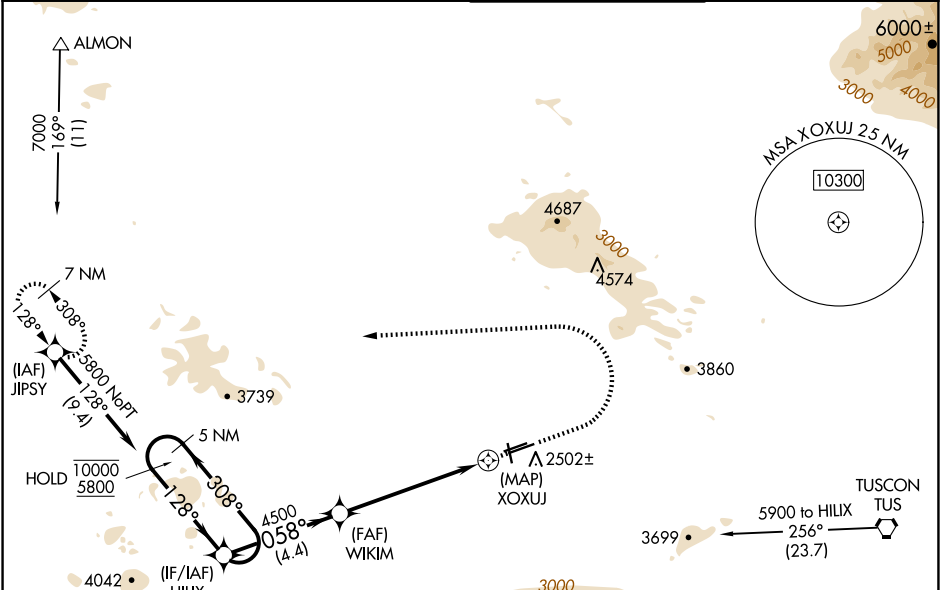 ALMON
7000
169°
(11)
6000±
5000
3000
4000
MSA XOXUJ 25 NM
10300
4687
3000
4574
7 NM
308°
128°
(IAF)
JIPSY
5800 NoPT
128°
(9.4)
3739
3860
5 NM
HOLD
10000
5800
308°
128°
4500
058°
(4.4)
(FAF)
WIKIM
(MAP)
XOXUJ
2502±
TUSCON
TUS
5900 to HILIX
256°
(23.7)
3699
4042
(IF/IAF)
3000